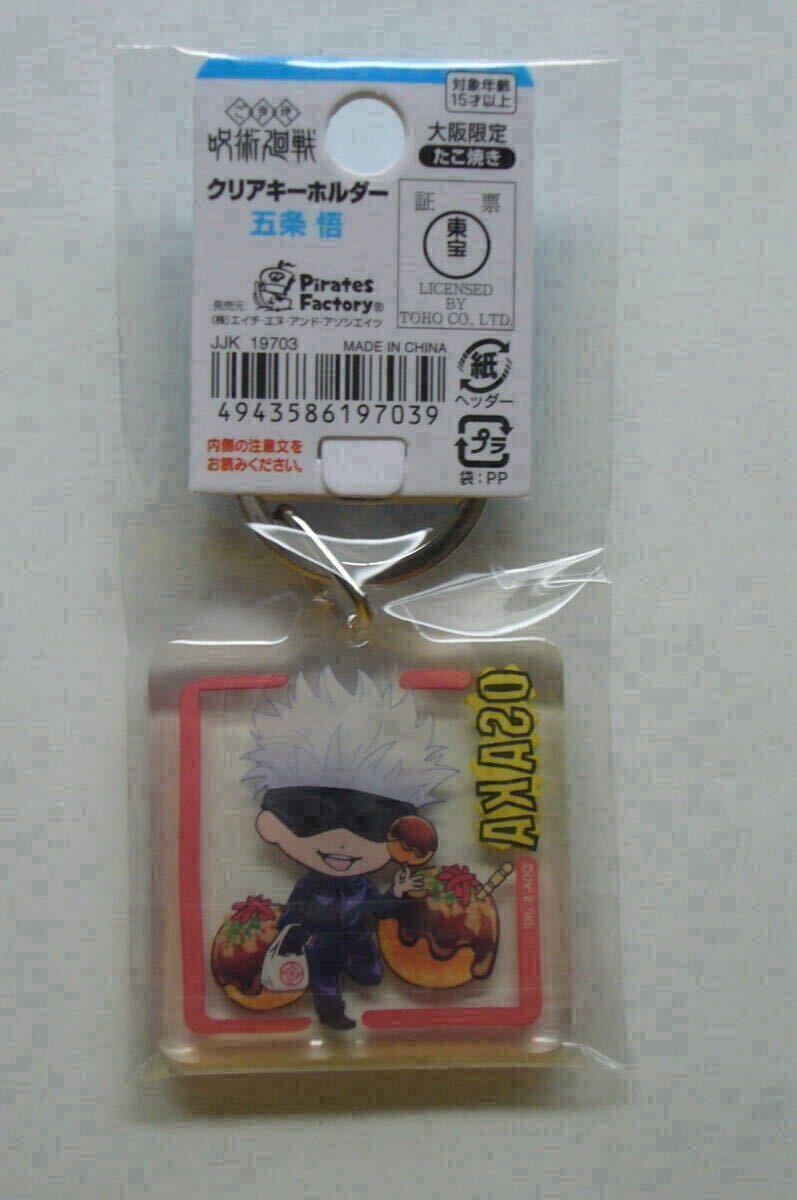 対象年齢
15才以上
ご当地
呪術廻戦
大阪限定
たこ焼き
クリアキーホルダー
五条 悟
証 票
東宝
LICENSED
BY
TOHO CO., LTD.
Pirates
Factory®
発売元
(株)エイチ・エヌ・アンド・アソシエイツ
JJK 19703
MADE IN CHINA
4943586197039
紙
ヘッダー
内側の注意文を
お読みください。
プラ
袋:PP
OSAKA